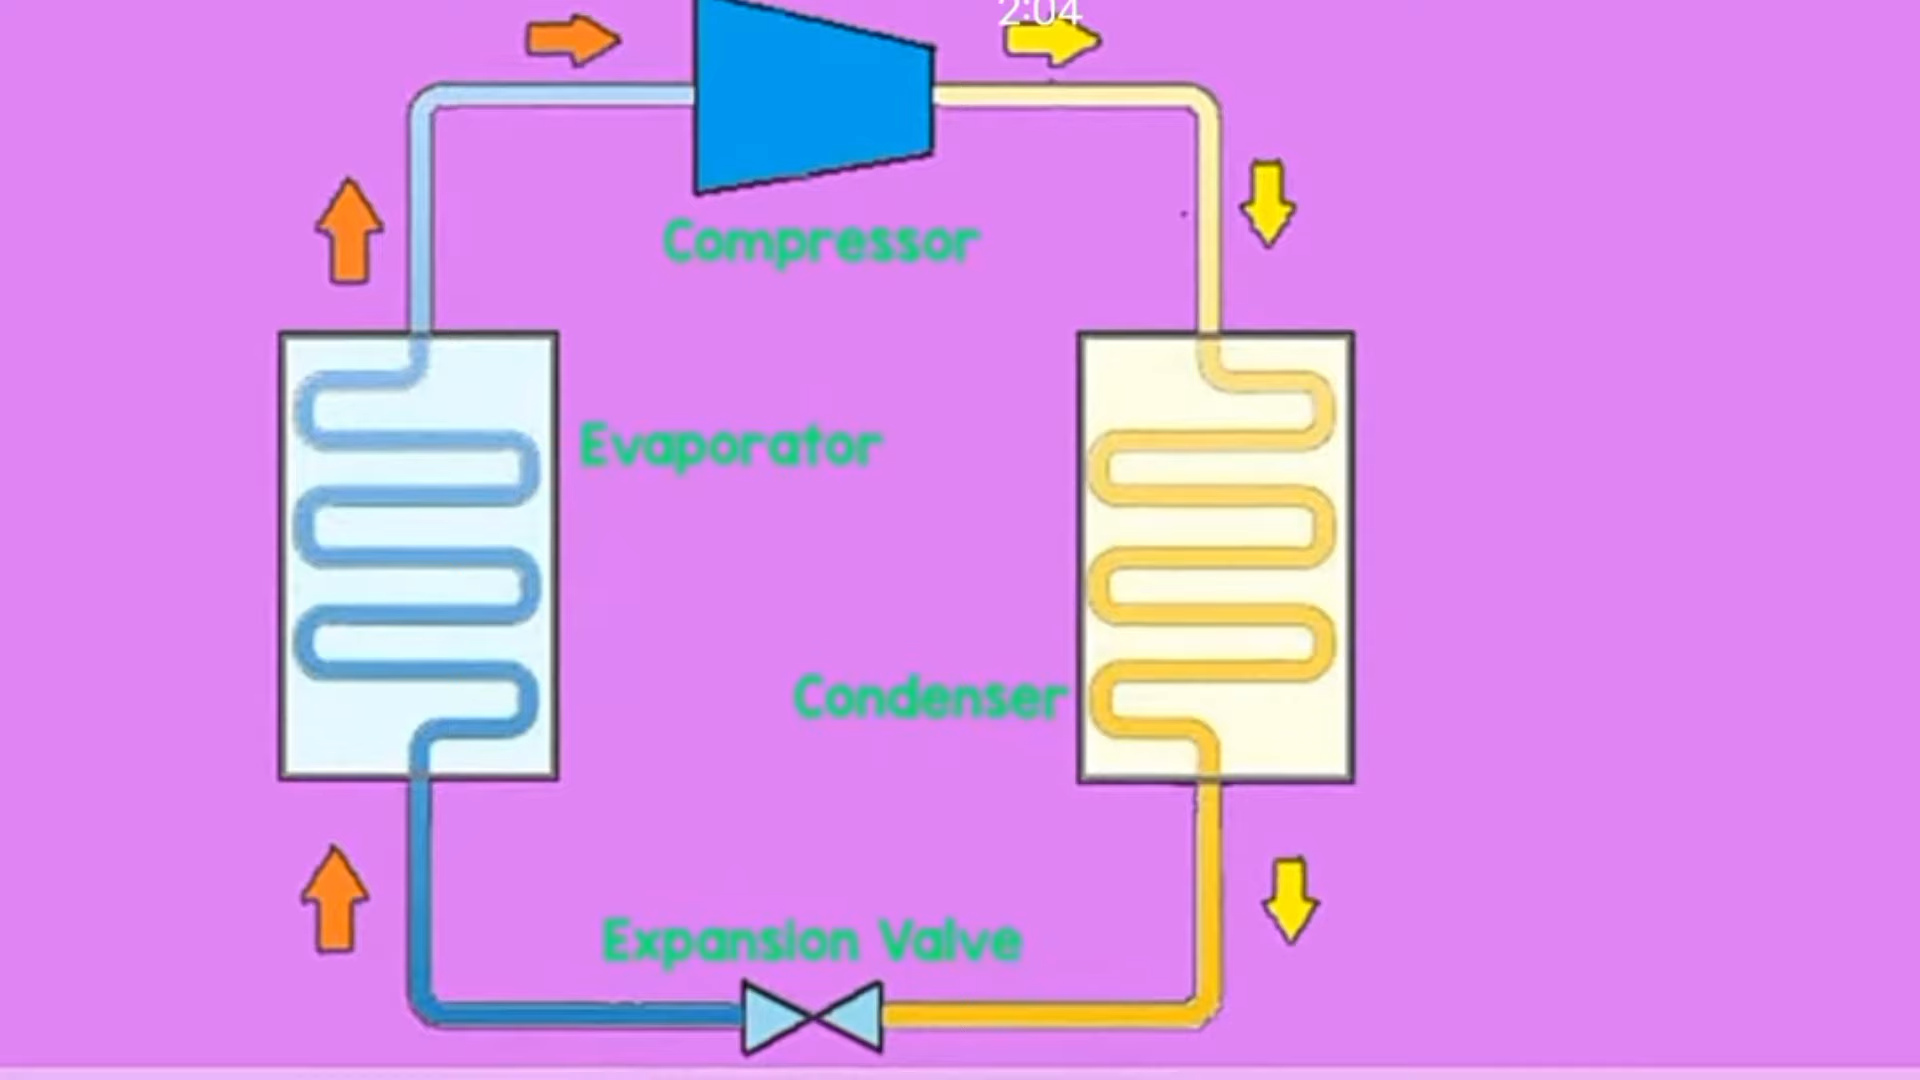 2:04
Compressor
Evaporator
Condenser
Expansion Valve